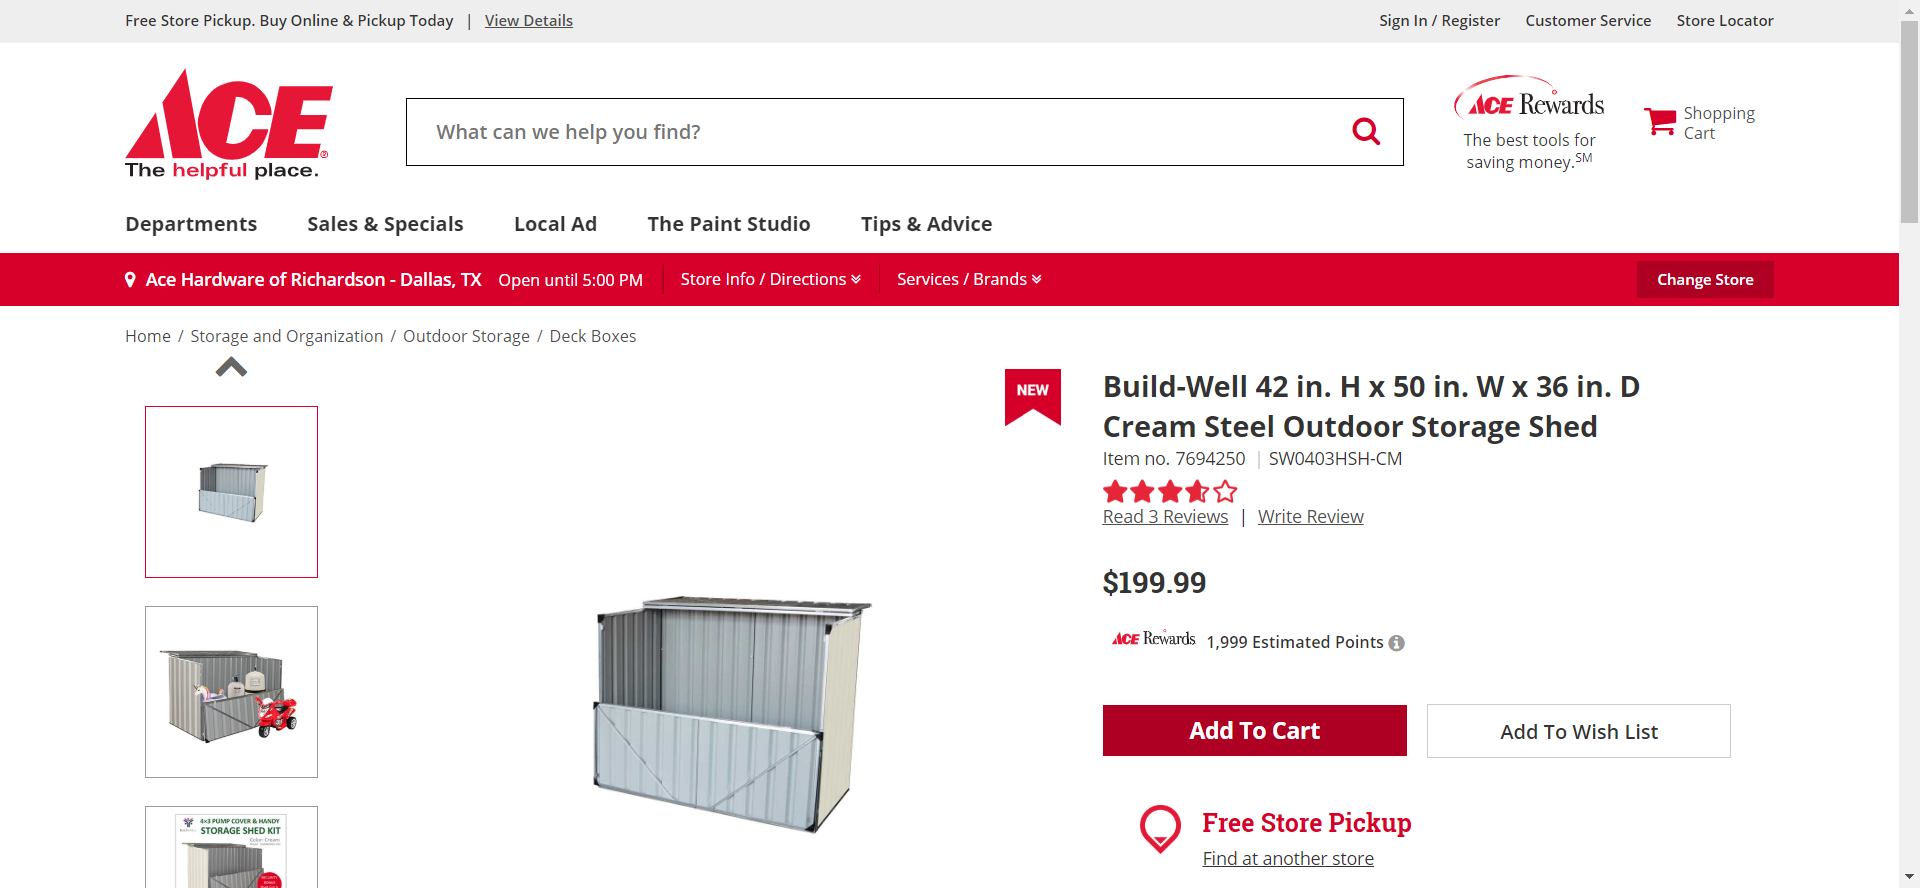 Free Store Pickup. Buy Online & Pickup Today | View Details
Sign In / Register Customer Service Store Locator
ACE
The helpful place.
What can we help you find?
ACE Rewards
The best tools for
saving money.SM
Shopping
Cart
Departments Sales & Specials Local Ad The Paint Studio Tips & Advice
Ace Hardware of Richardson - Dallas, TX Open until 5:00 PM Store Info / Directions Services / Brands Change Store
Home / Storage and Organization / Outdoor Storage / Deck Boxes
NEW
Build-Well 42 in. H x 50 in. W x 36 in. D
Cream Steel Outdoor Storage Shed
Item no. 7694250 | SW0403HSH-CM
Read 3 Reviews | Write Review
$199.99
ACE Rewards 1,999 Estimated Points
Add To Cart Add To Wish List
Free Store Pickup
Find at another store
4×3 PUMP COVER & HANDY
STORAGE SHED KIT
Color: Cream